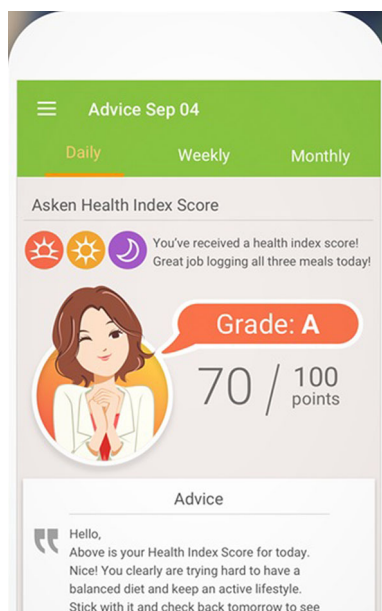 Advice Sep 04
Daily Weekly Monthly
Asken Health Index Score
You've received a health index score!
Great job logging all three meals today!
Grade: A
70 / 100
points
Advice
Hello,
Above is your Health Index Score for today.
Nice! You clearly are trying hard to have a
balanced diet and keep an active lifestyle.
Stick with it and check back tomorrow to see